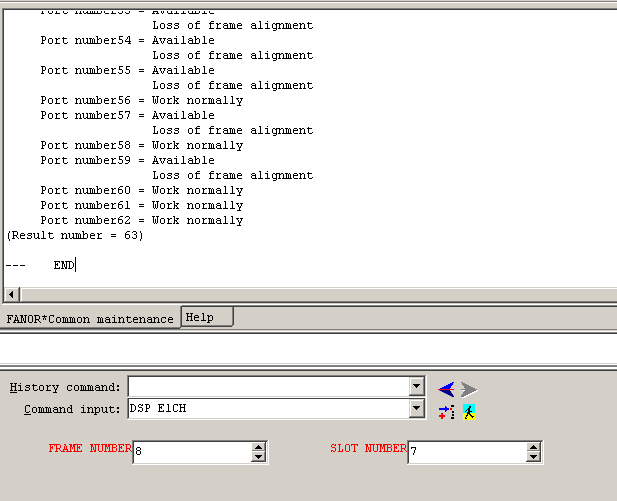 Port number53 = Available
Loss of frame alignment
Port number54 = Available
Loss of frame alignment
Port number55 = Available
Loss of frame alignment
Port number56 = Work normally
Port number57 = Available
Loss of frame alignment
Port number58 = Work normally
Port number59 = Available
Loss of frame alignment
Port number60 = Work normally
Port number61 = Work normally
Port number62 = Work normally
(Result number = 63)
--- END
FANOR*Common maintenance Help
History command:
Command input: DSP E1CH
FRAME NUMBER 8 SLOT NUMBER 7